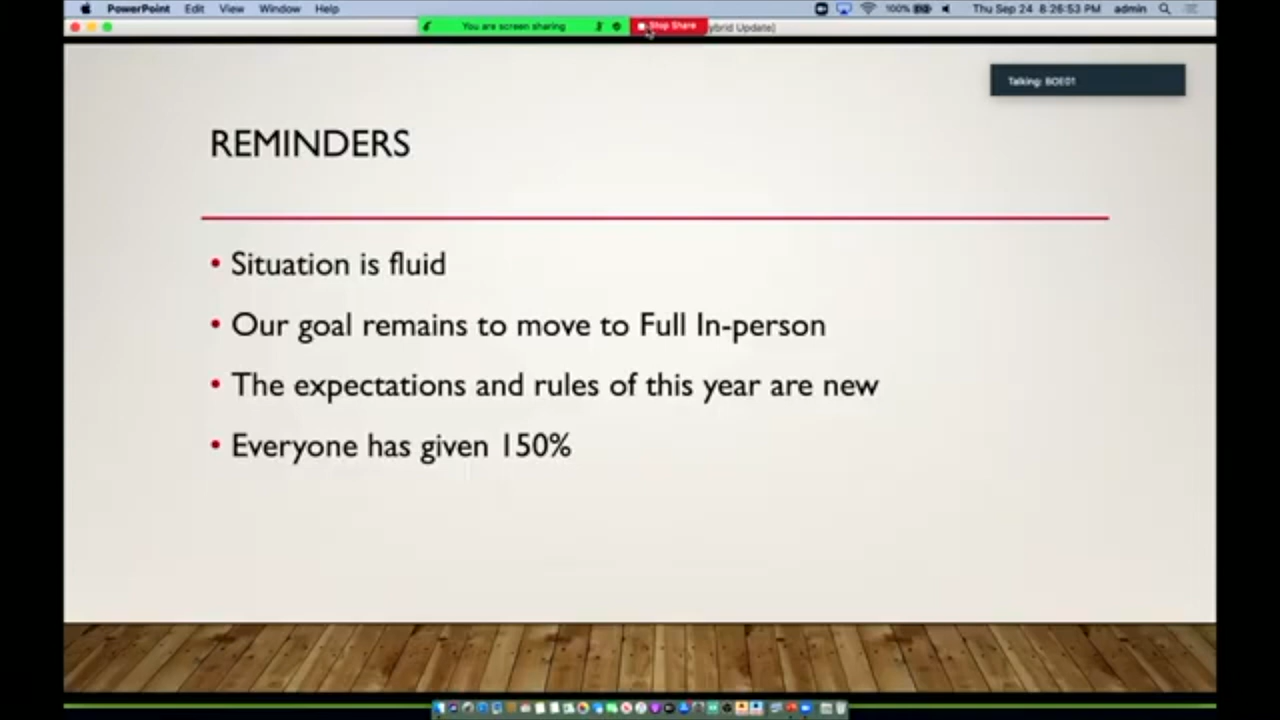 PowerPoint Edit View Window Help 100% Thu Sep 24 8:26:53 PM admin
You are screen sharing Stop Share ybrid Update)
Talking: BOE01
REMINDERS
• Situation is fluid
• Our goal remains to move to Full In-person
• The expectations and rules of this year are new
• Everyone has given 150%